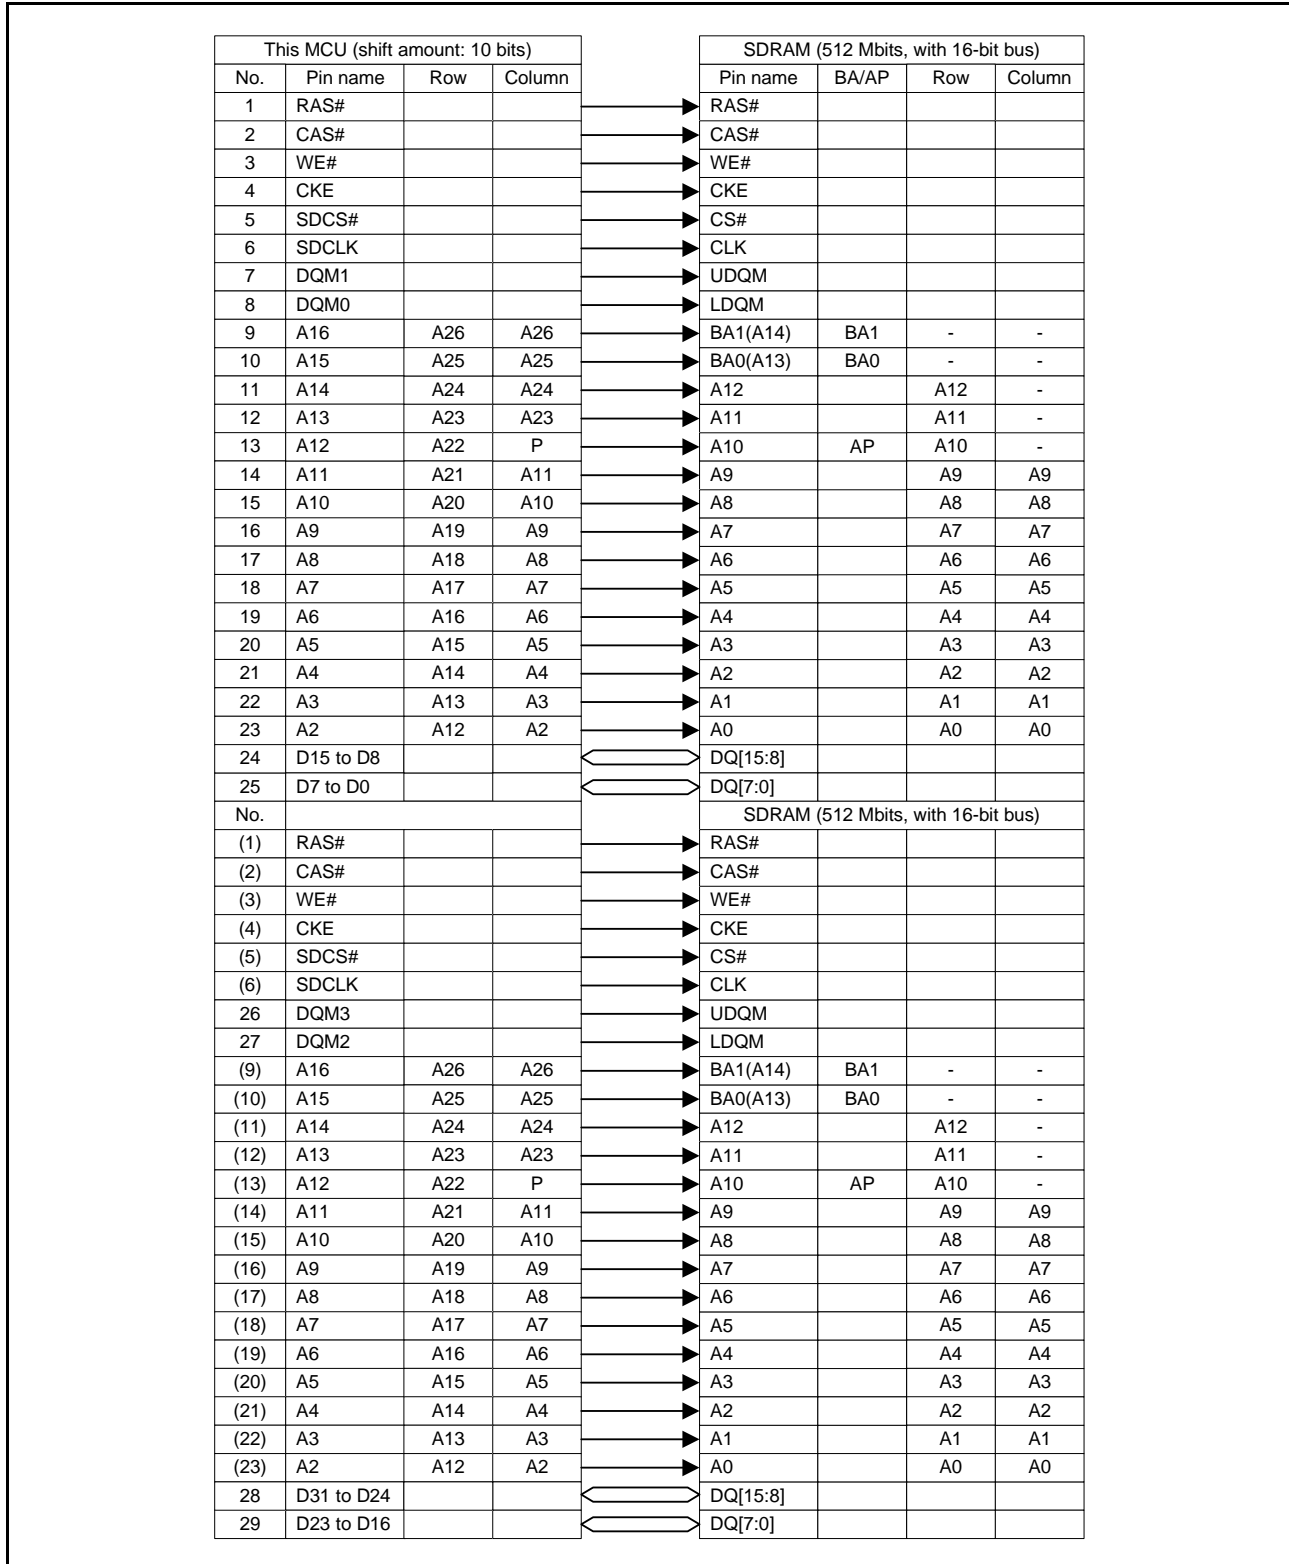 This MCU (shift amount: 10 bits) SDRAM (512 Mbits, with 16-bit bus)
No. Pin name Row Column Pin name BA/AP Row Column
1 RAS# RAS#
2 CAS# CAS#
3 WE# WE#
4 CKE CKE
5 SDCS# CS#
6 SDCLK CLK
7 DQM1 UDQM
8 DQM0 LDQM
9 A16 A26 A26 BA1(A14) BA1 - -
10 A15 A25 A25 BA0(A13) BA0 - -
11 A14 A24 A24 A12 A12 -
12 A13 A23 A23 A11 A11 -
13 A12 A22 P A10 AP A10 -
14 A11 A21 A11 A9 A9 A9
15 A10 A20 A10 A8 A8 A8
16 A9 A19 A9 A7 A7 A7
17 A8 A18 A8 A6 A6 A6
18 A7 A17 A7 A5 A5 A5
19 A6 A16 A6 A4 A4 A4
20 A5 A15 A5 A3 A3 A3
21 A4 A14 A4 A2 A2 A2
22 A3 A13 A3 A1 A1 A1
23 A2 A12 A2 A0 A0 A0
24 D15 to D8 DQ[15:8]
25 D7 to D0 DQ[7:0]
No. SDRAM (512 Mbits, with 16-bit bus)
(1) RAS# RAS#
(2) CAS# CAS#
(3) WE# WE#
(4) CKE CKE
(5) SDCS# CS#
(6) SDCLK CLK
26 DQM3 UDQM
27 DQM2 LDQM
(9) A16 A26 A26 BA1(A14) BA1 - -
(10) A15 A25 A25 BA0(A13) BA0 - -
(11) A14 A24 A24 A12 A12 -
(12) A13 A23 A23 A11 A11 -
(13) A12 A22 P A10 AP A10 -
(14) A11 A21 A11 A9 A9 A9
(15) A10 A20 A10 A8 A8 A8
(16) A9 A19 A9 A7 A7 A7
(17) A8 A18 A8 A6 A6 A6
(18) A7 A17 A7 A5 A5 A5
(19) A6 A16 A6 A4 A4 A4
(20) A5 A15 A5 A3 A3 A3
(21) A4 A14 A4 A2 A2 A2
(22) A3 A13 A3 A1 A1 A1
(23) A2 A12 A2 A0 A0 A0
28 D31 to D24 DQ[15:8]
29 D23 to D16 DQ[7:0]